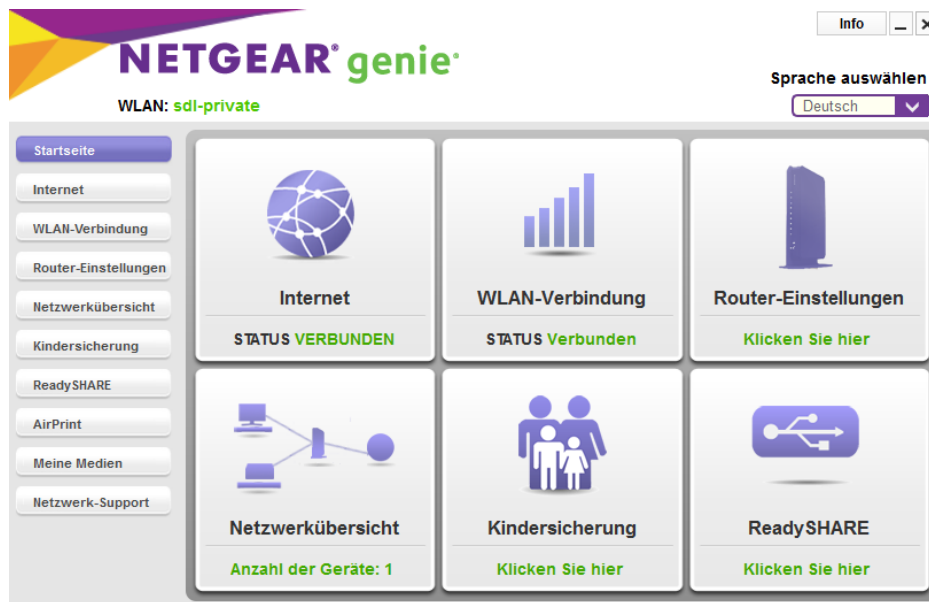 Info
NETGEAR® genie®
Sprache auswählen
WLAN: sdl-private
Deutsch
Startseite
Internet
WLAN-Verbindung
Router-Einstellungen
Netzwerkübersicht
Kindersicherung
ReadySHARE
AirPrint
Meine Medien
Netzwerk-Support
Internet
STATUS VERBUNDEN
WLAN-Verbindung
STATUS Verbunden
Router-Einstellungen
Klicken Sie hier
Netzwerkübersicht
Anzahl der Geräte: 1
Kindersicherung
Klicken Sie hier
ReadySHARE
Klicken Sie hier